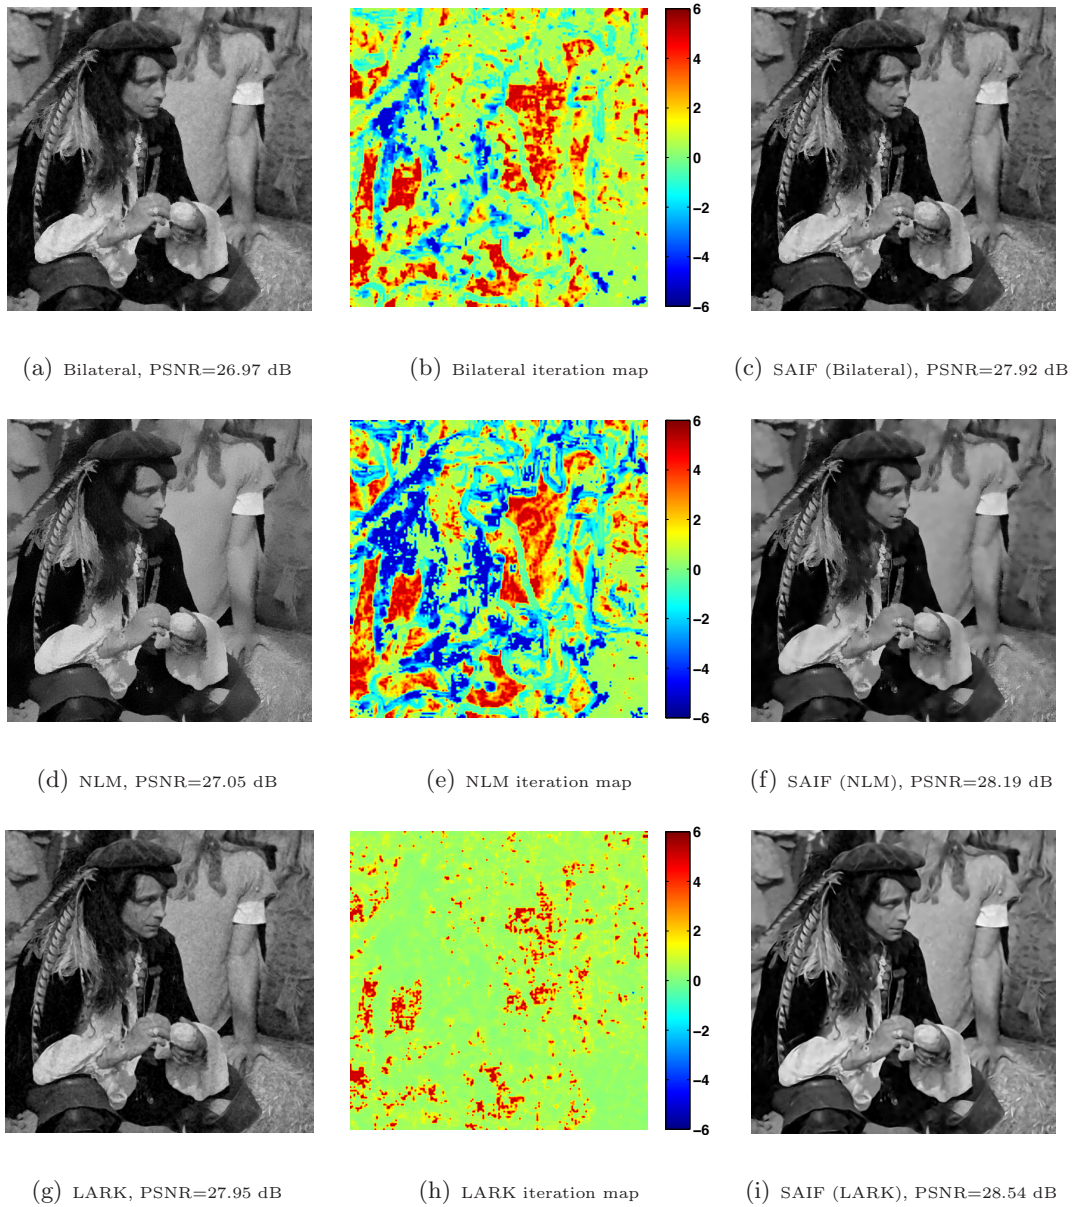 6
4
2
0
−2
−4
−6
(a) Bilateral, PSNR=26.97 dB
(b) Bilateral iteration map
(c) SAIF (Bilateral), PSNR=27.92 dB
6
4
2
0
−2
−4
−6
(d) NLM, PSNR=27.05 dB
(e) NLM iteration map
(f) SAIF (NLM), PSNR=28.19 dB
6
4
2
0
−2
−4
−6
(g) LARK, PSNR=27.95 dB
(h) LARK iteration map
(i) SAIF (LARK), PSNR=28.54 dB